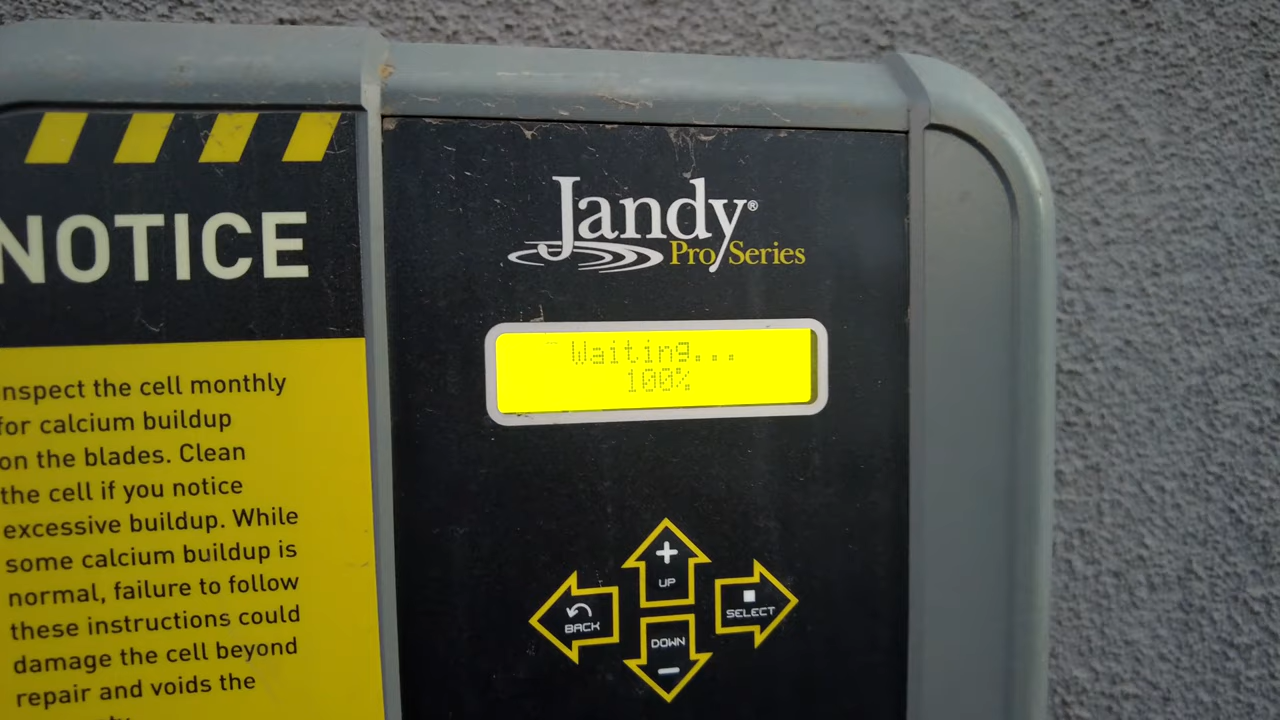 NOTICE
nspect the cell monthly
for calcium buildup
on the blades. Clean
the cell if you notice
excessive buildup. While
some calcium buildup is
normal, failure to follow
these instructions could
damage the cell beyond
repair and voids the
Jandy®
Pro Series
Waiting...
100%
+
UP
BACK
SELECT
DOWN
-